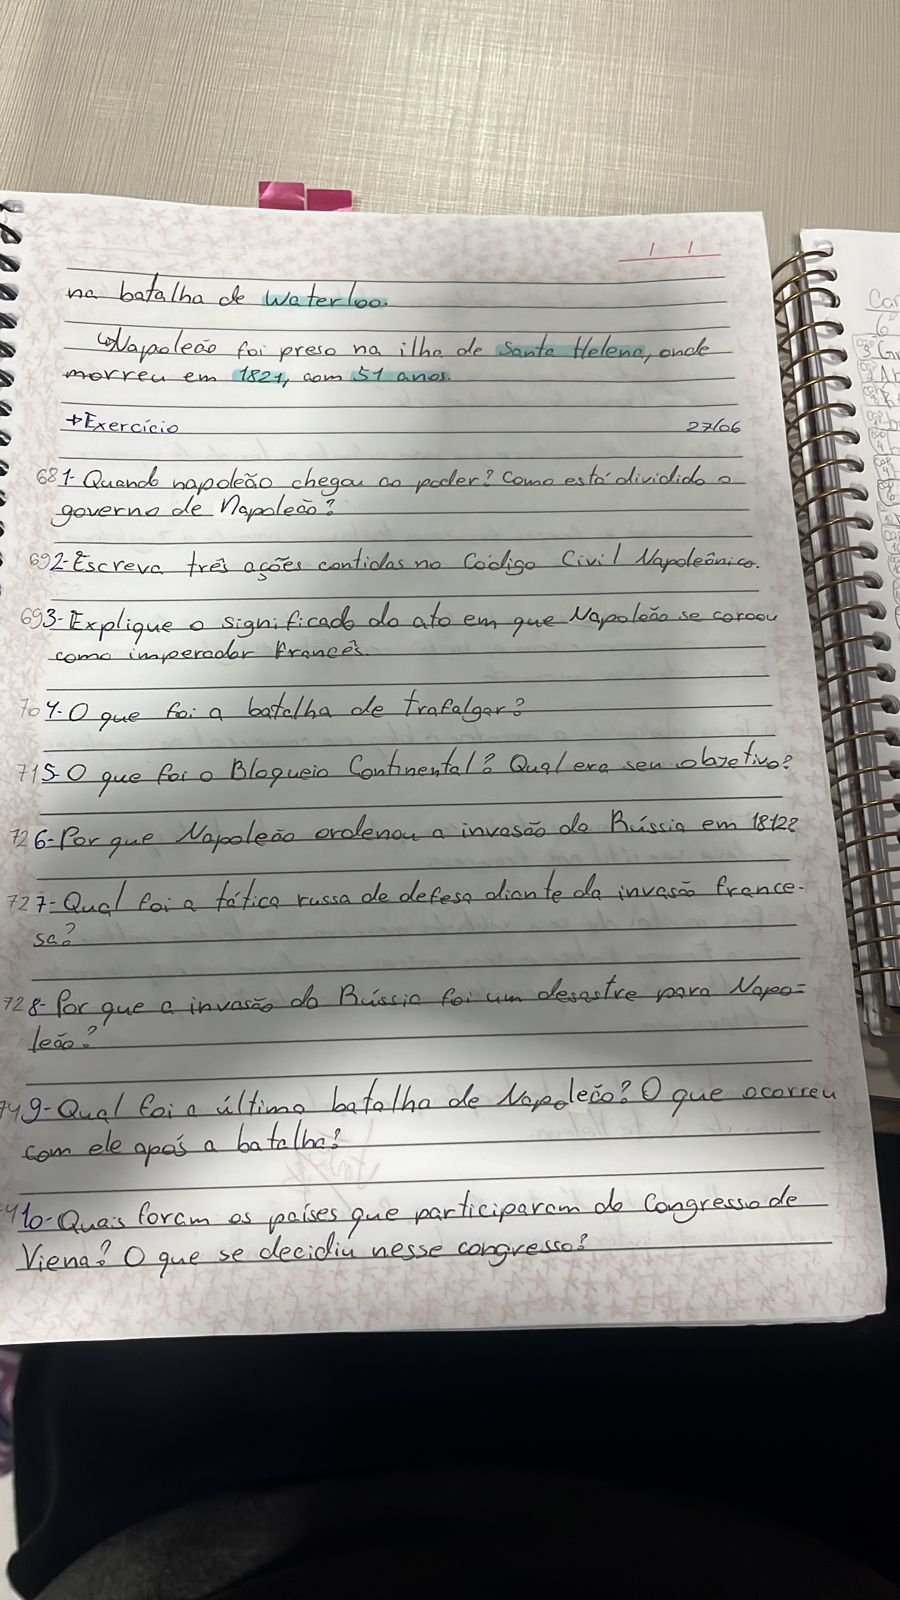 na batalha de Waterloo.
↳Napoleão foi preso na ilha de Santa Helena, onde
morreu em 1821, com 51 anos.
→Exercício 27/06
68 1- Quando napoleão chegou ao poder? Como está dividido o
governo de Napoleão?
69 2- Escreva três ações contidas no Código Civil Napoleônico.
69 3- Explique o significado do ato em que Napoleão se coroou
como imperador francês.
70 4- O que foi a batalha de trafalgar?
71 5- O que foi o Bloqueio Continental? Qual era seu objetivo?
72 6- Por que Napoleão ordenou a invasão da Rússia em 1812?
72 7- Qual foi a tática russa de defesa diante da invasão france-
sa?
72 8- Por que a invasão da Rússia foi um desastre para Napo-
leão?
74 9- Qual foi a última batalha de Napoleão? O que ocorreu
com ele após a batalha?
10- Quais foram os países que participaram do Congresso de
Viena? O que se decidiu nesse congresso?